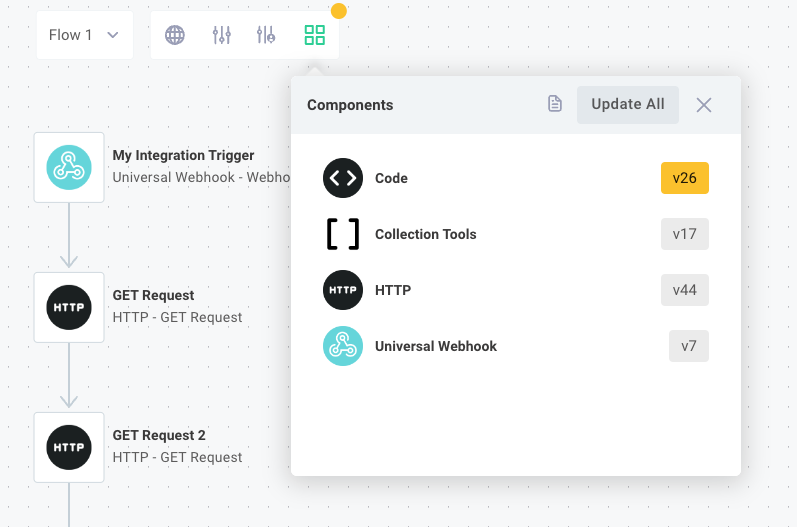 Flow 1
Components
Update All
My Integration Trigger
Universal Webhook - Webho
Code
v26
Collection Tools
v17
HTTP
GET Request
HTTP - GET Request
HTTP
HTTP
v44
Universal Webhook
v7
HTTP
GET Request 2
HTTP - GET Request